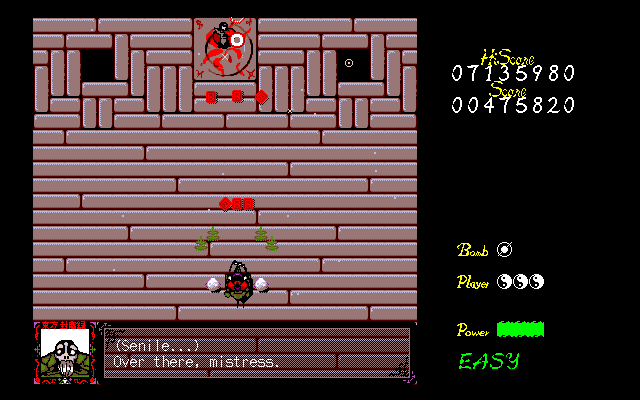 HiScore
07135980
Score
00475820
Bomb
Player
Power
EASY
(Senile...)
Over there, mistress.